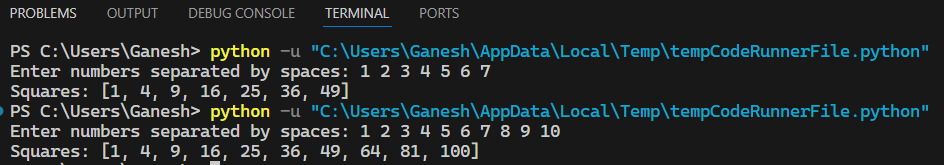 PROBLEMS OUTPUT DEBUG CONSOLE TERMINAL PORTS
PS C:\Users\Ganesh> python -u "C:\Users\Ganesh\AppData\Local\Temp\tempCodeRunnerFile.python"
Enter numbers separated by spaces: 1 2 3 4 5 6 7
Squares: [1, 4, 9, 16, 25, 36, 49]
PS C:\Users\Ganesh> python -u "C:\Users\Ganesh\AppData\Local\Temp\tempCodeRunnerFile.python"
Enter numbers separated by spaces: 1 2 3 4 5 6 7 8 9 10
Squares: [1, 4, 9, 16, 25, 36, 49, 64, 81, 100]